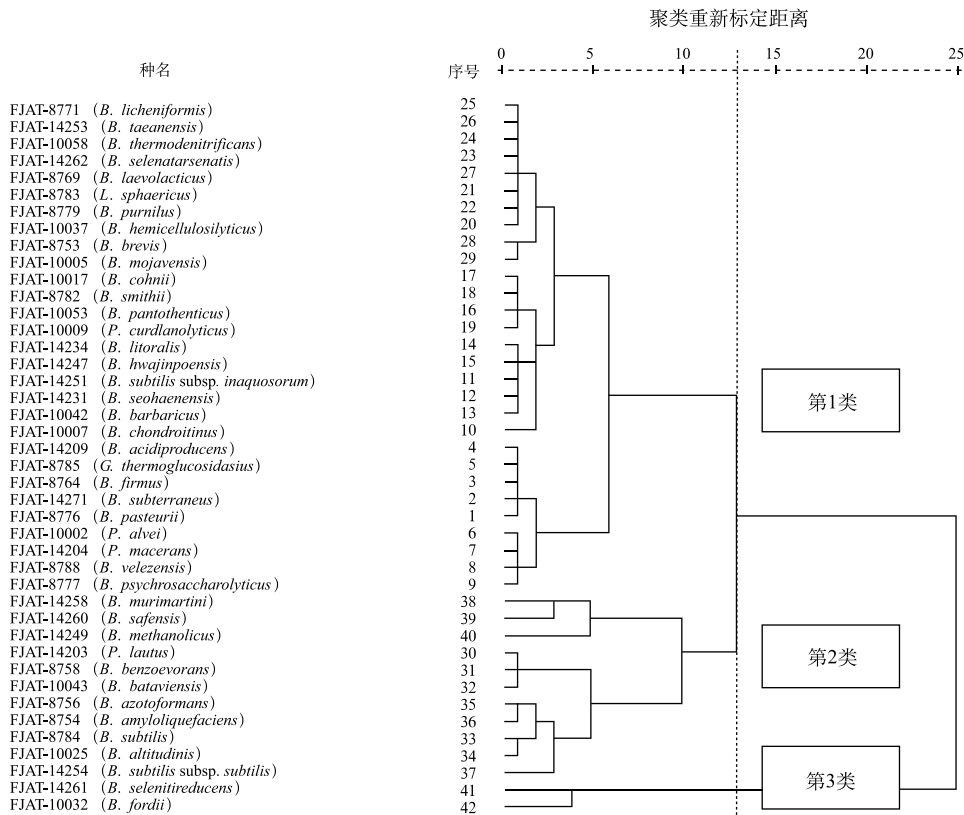 聚类重新标定距离
种名 序号 0 5 10 15 20 25
FJAT-8771 (B. licheniformis) 25
FJAT-14253 (B. taeanensis) 26
FJAT-10058 (B. thermodenitrificans) 24
FJAT-14262 (B. selenatarsenatis) 23
FJAT-8769 (B. laevolacticus) 27
FJAT-8783 (L. sphaericus) 21
FJAT-8779 (B. purnilus) 22
FJAT-10037 (B. hemicellulosilyticus) 20
FJAT-8753 (B. brevis) 28
FJAT-10005 (B. mojavensis) 29
FJAT-10017 (B. cohnii) 17
FJAT-8782 (B. smithii) 18
FJAT-10053 (B. pantothenticus) 16
FJAT-10009 (P. curdlanolyticus) 19
FJAT-14234 (B. litoralis) 14
FJAT-14247 (B. hwajinpoensis) 15
FJAT-14251 (B. subtilis subsp. inaquosorum) 11
FJAT-14231 (B. seohaenensis) 12
第1类
FJAT-10042 (B. barbaricus) 13
FJAT-10007 (B. chondroitinus) 10
FJAT-14209 (B. acidiproducens) 4
FJAT-8785 (G. thermoglucosidasius) 5
FJAT-8764 (B. firmus) 3
FJAT-14271 (B. subterraneus) 2
FJAT-8776 (B. pasteurii) 1
FJAT-10002 (P. alvei) 6
FJAT-14204 (P. macerans) 7
FJAT-8788 (B. velezensis) 8
FJAT-8777 (B. psychrosaccharolyticus) 9
FJAT-14258 (B. murimartini) 38
FJAT-14260 (B. safensis) 39
FJAT-14249 (B. methanolicus) 40
FJAT-14203 (P. lautus) 30
第2类
FJAT-8758 (B. benzoevorans) 31
FJAT-10043 (B. bataviensis) 32
FJAT-8756 (B. azotoformans) 35
FJAT-8754 (B. amyloliquefaciens) 36
FJAT-8784 (B. subtilis) 33
FJAT-10025 (B. altitudinis) 34
FJAT-14254 (B. subtilis subsp. subtilis) 37
第3类
FJAT-14261 (B. selenitireducens) 41
FJAT-10032 (B. fordii) 42